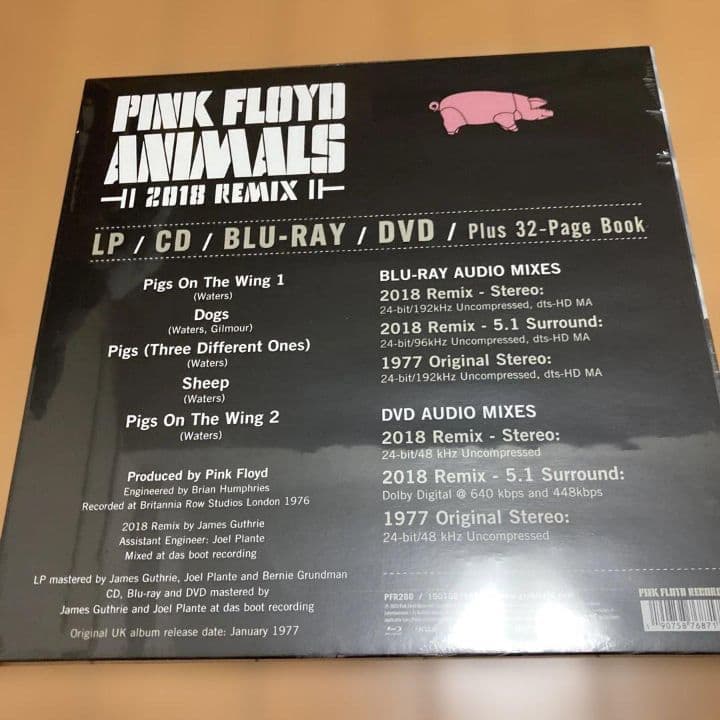 PINK FLOYD
ANIMALS
2018 REMIX
LP / CD / BLU-RAY / DVD / Plus 32-Page Book
Pigs On The Wing 1
(Waters)
Dogs
(Waters, Gilmour)
Pigs (Three Different Ones)
(Waters)
Sheep
(Waters)
Pigs On The Wing 2
(Waters)
Produced by Pink Floyd
Engineered by Brian Humphries
Recorded at Britannia Row Studios London 1976
2018 Remix by James Guthrie
Assistant Engineer: Joel Plante
Mixed at das boot recording
LP mastered by James Guthrie, Joel Plante and Bernie Grundman
CD, Blu-ray and DVD mastered by
James Guthrie and Joel Plante at das boot recording
Original UK album release date: January 1977
BLU-RAY AUDIO MIXES
2018 Remix - Stereo:
24-bit/192kHz Uncompressed, dts-HD MA
2018 Remix - 5.1 Surround:
24-bit/96kHz Uncompressed, dts-HD MA
1977 Original Stereo:
24-bit/192kHz Uncompressed, dts-HD MA
DVD AUDIO MIXES
2018 Remix - Stereo:
24-bit/48 kHz Uncompressed
2018 Remix - 5.1 Surround:
Dolby Digital @ 640 kbps and 448kbps
1977 Original Stereo:
24-bit/48 kHz Uncompressed
PFR28U /
PINK FLOYD RECORDS
1 90758 76871